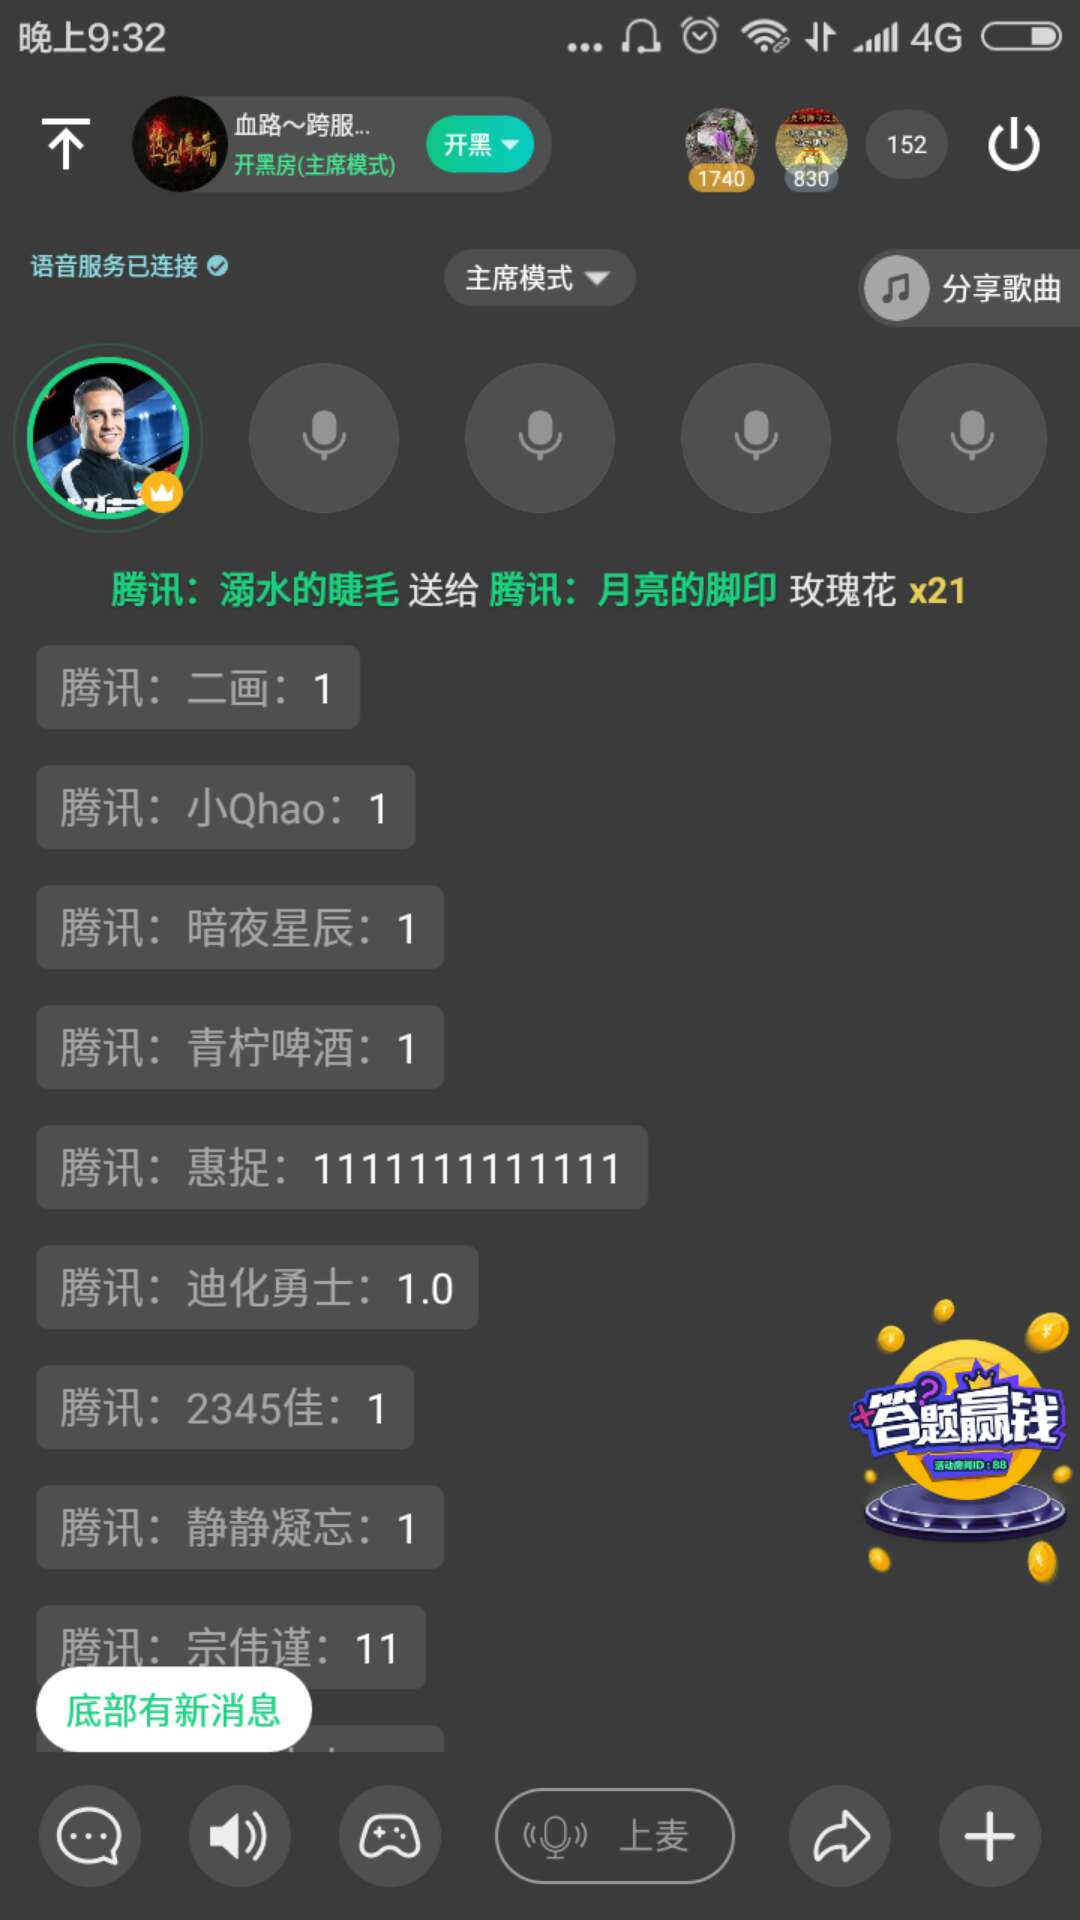 晚上9:32
4G
血路～跨服...
开黑房(主席模式)
开黑
1740
830
152
语音服务已连接
主席模式
分享歌曲
腾讯：溺水的睫毛 送给 腾讯：月亮的脚印 玫瑰花 x21
腾讯：二画：1
腾讯：小Qhao：1
腾讯：暗夜星辰：1
腾讯：青柠啤酒：1
腾讯：惠捉：1111111111111
腾讯：迪化勇士：1.0
腾讯：2345佳：1
腾讯：静静凝忘：1
腾讯：宗伟谨：11
答题赢钱
活动房间ID:88
底部有新消息
上麦